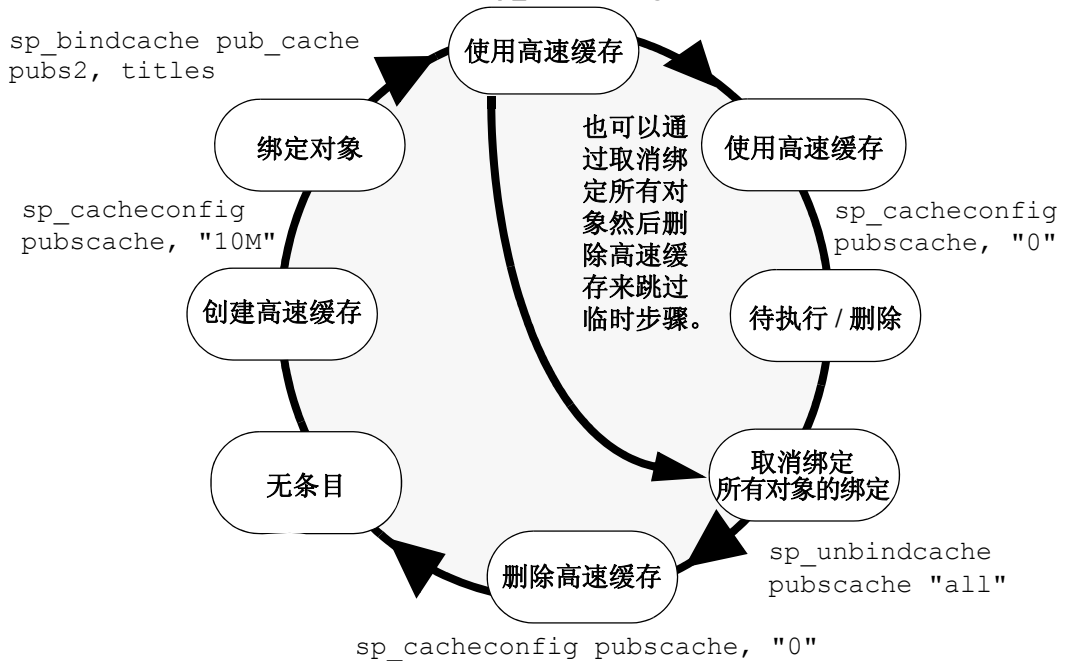 sp_bindcache pub_cache
pubs2, titles
使用高速缓存
绑定对象
也可以通
过取消绑
定所有对
象然后删
除高速缓
存来跳过
临时步骤。
使用高速缓存
sp_cacheconfig
pubscache, "10M"
sp_cacheconfig
pubscache, "0"
创建高速缓存
待执行 / 删除
无条目
取消绑定
所有对象的绑定
删除高速缓存
sp_unbindcache
pubscache "all"
sp_cacheconfig pubscache, "0"